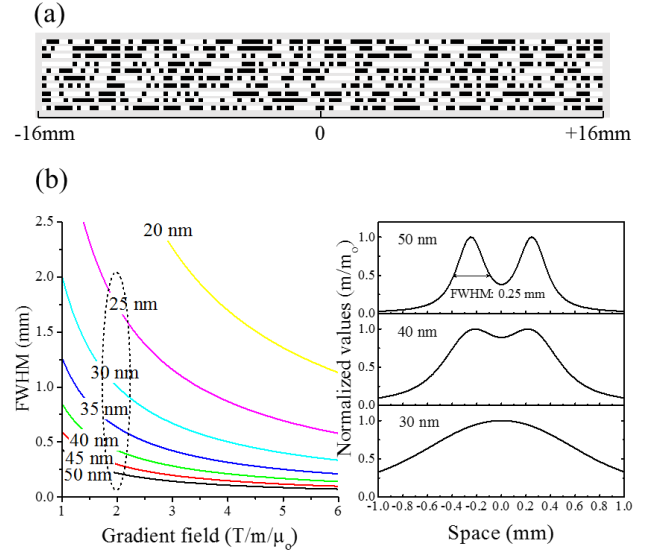 (a)
-16mm 0 +16mm
(b)
2.5
2.0
1.5
1.0
0.5
0.0
FWHM (mm)
20 nm
25 nm
30 nm
35 nm
40 nm
45 nm
50 nm
1 2 3 4 5 6
Gradient field (T/m/μo)
Normalized values (m/mo)
1.0
0.5
0.0
50 nm
FWHM: 0.25 mm
1.0
0.5
0.0
40 nm
1.0
0.5
0.0
30 nm
-1.0 -0.8 -0.6 -0.4 -0.2 0.0 0.2 0.4 0.6 0.8 1.0
Space (mm)